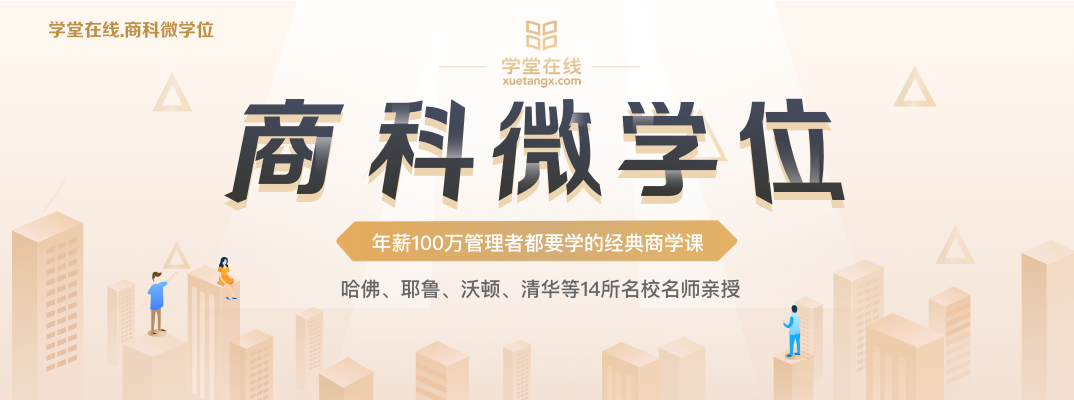 学堂在线.商科微学位
学堂在线
xuetangx.com
商科微学位
年薪100万管理者都要学的经典商学课
哈佛、耶鲁、沃顿、清华等14所名校名师亲授